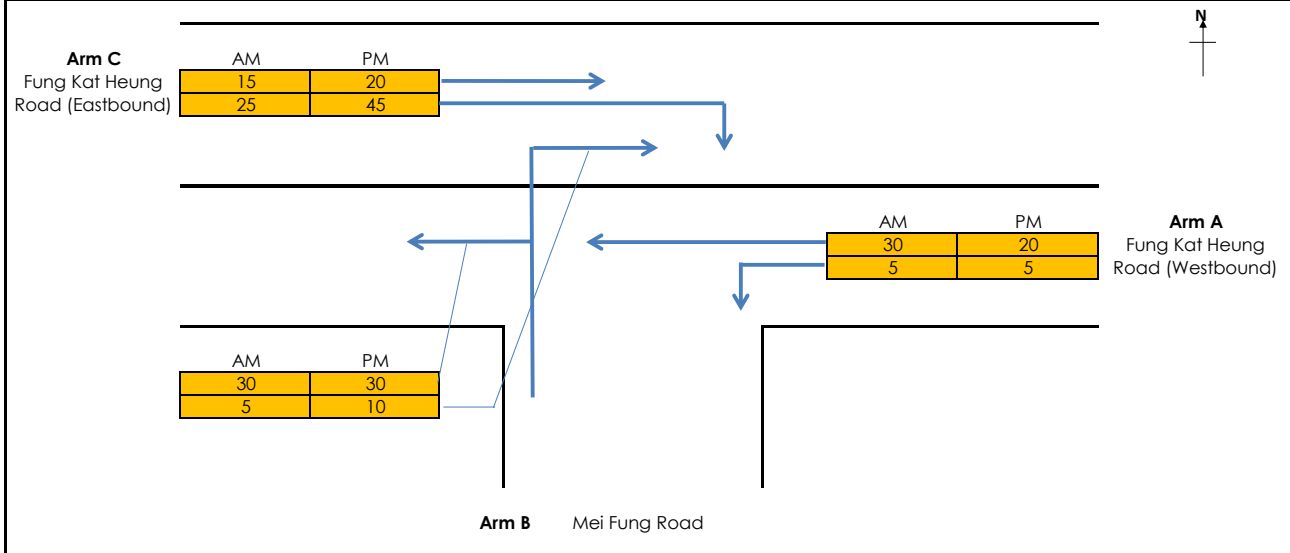 N
Arm C
Fung Kat Heung
Road (Eastbound)
AM PM
15 20
25 45
AM PM
30 20
5 5
Arm A
Fung Kat Heung
Road (Westbound)
AM PM
30 30
5 10
Arm B Mei Fung Road